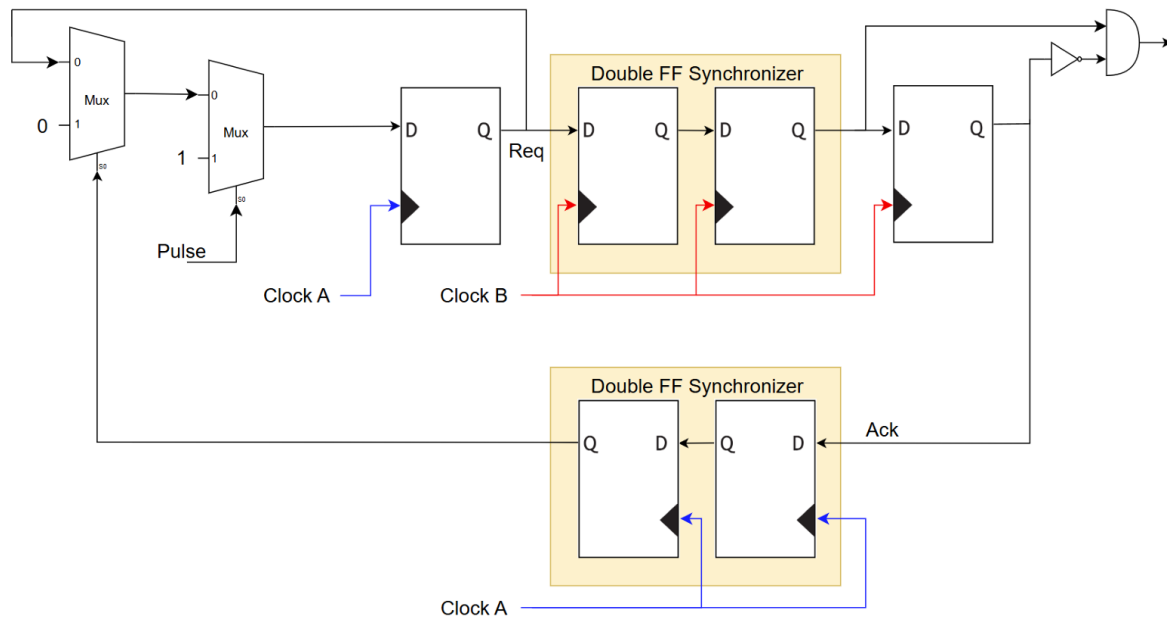 Double FF Synchronizer
0
Mux
0
1
S0
0
Mux
1
1
S0
Pulse
D
Q
Req
D
Q
D
Q
D
Q
Clock A
Clock B
Double FF Synchronizer
Q
D
Q
D
Ack
Clock A